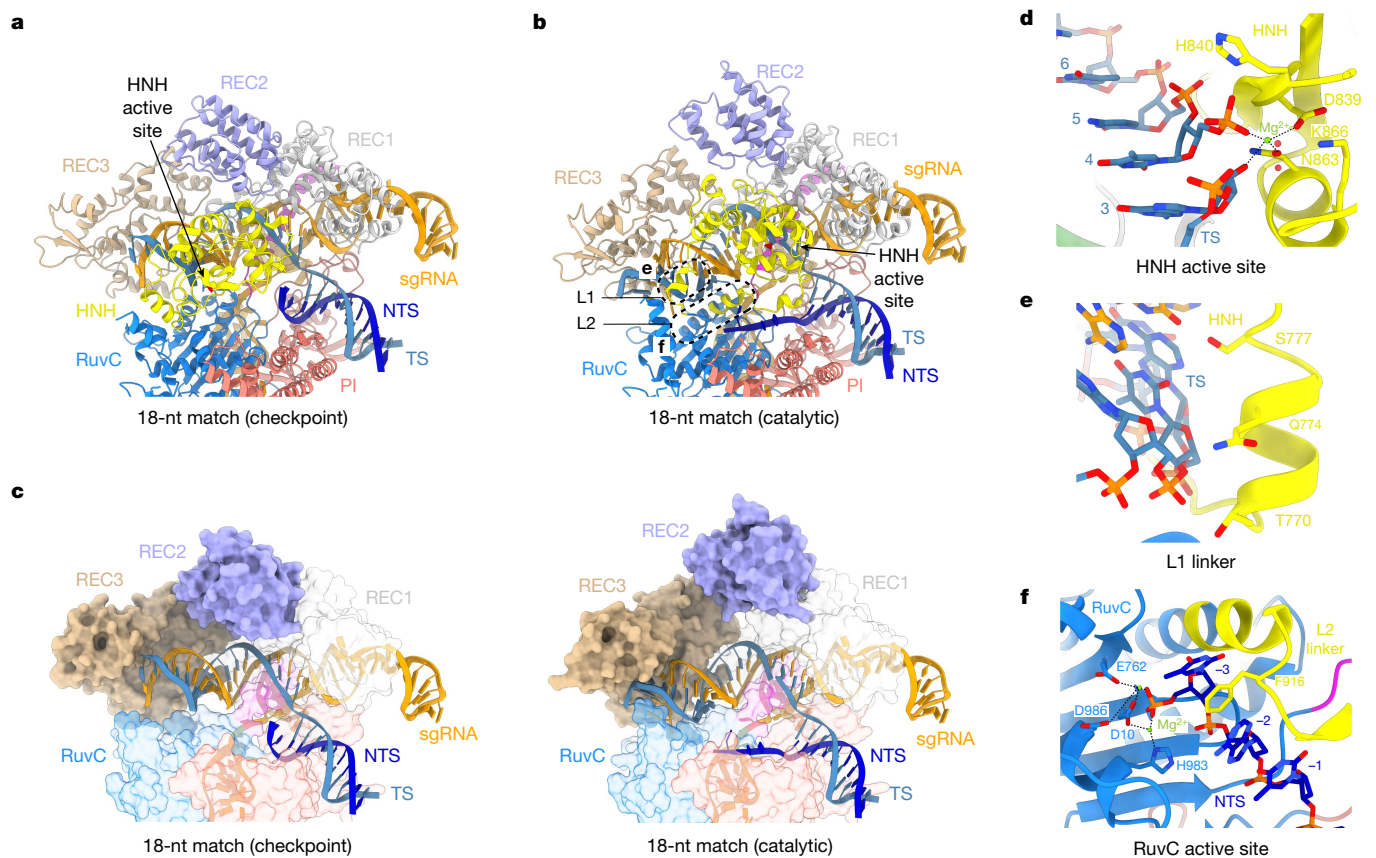 a
HNH
active
site
REC2
REC1
REC3
sgRNA
HNH
NTS
RuvC
TS
PI
18-nt match (checkpoint)
b
REC2
REC1
sgRNA
REC3
HNH
active
site
e
L1
L2
f
RuvC
TS
NTS
PI
18-nt match (catalytic)
c
REC2
REC3
REC1
sgRNA
RuvC
NTS
TS
18-nt match (checkpoint)
REC2
REC3
REC1
sgRNA
RuvC
NTS
TS
18-nt match (catalytic)
d
HNH
H840
6
D839
5
Mg2+
K866
N863
4
3
TS
HNH active site
e
HNH
S777
TS
Q774
T770
L1 linker
f
RuvC
L2
linker
E762
–3
F916
D986
Mg2+
–2
D10
H983
–1
NTS
RuvC active site